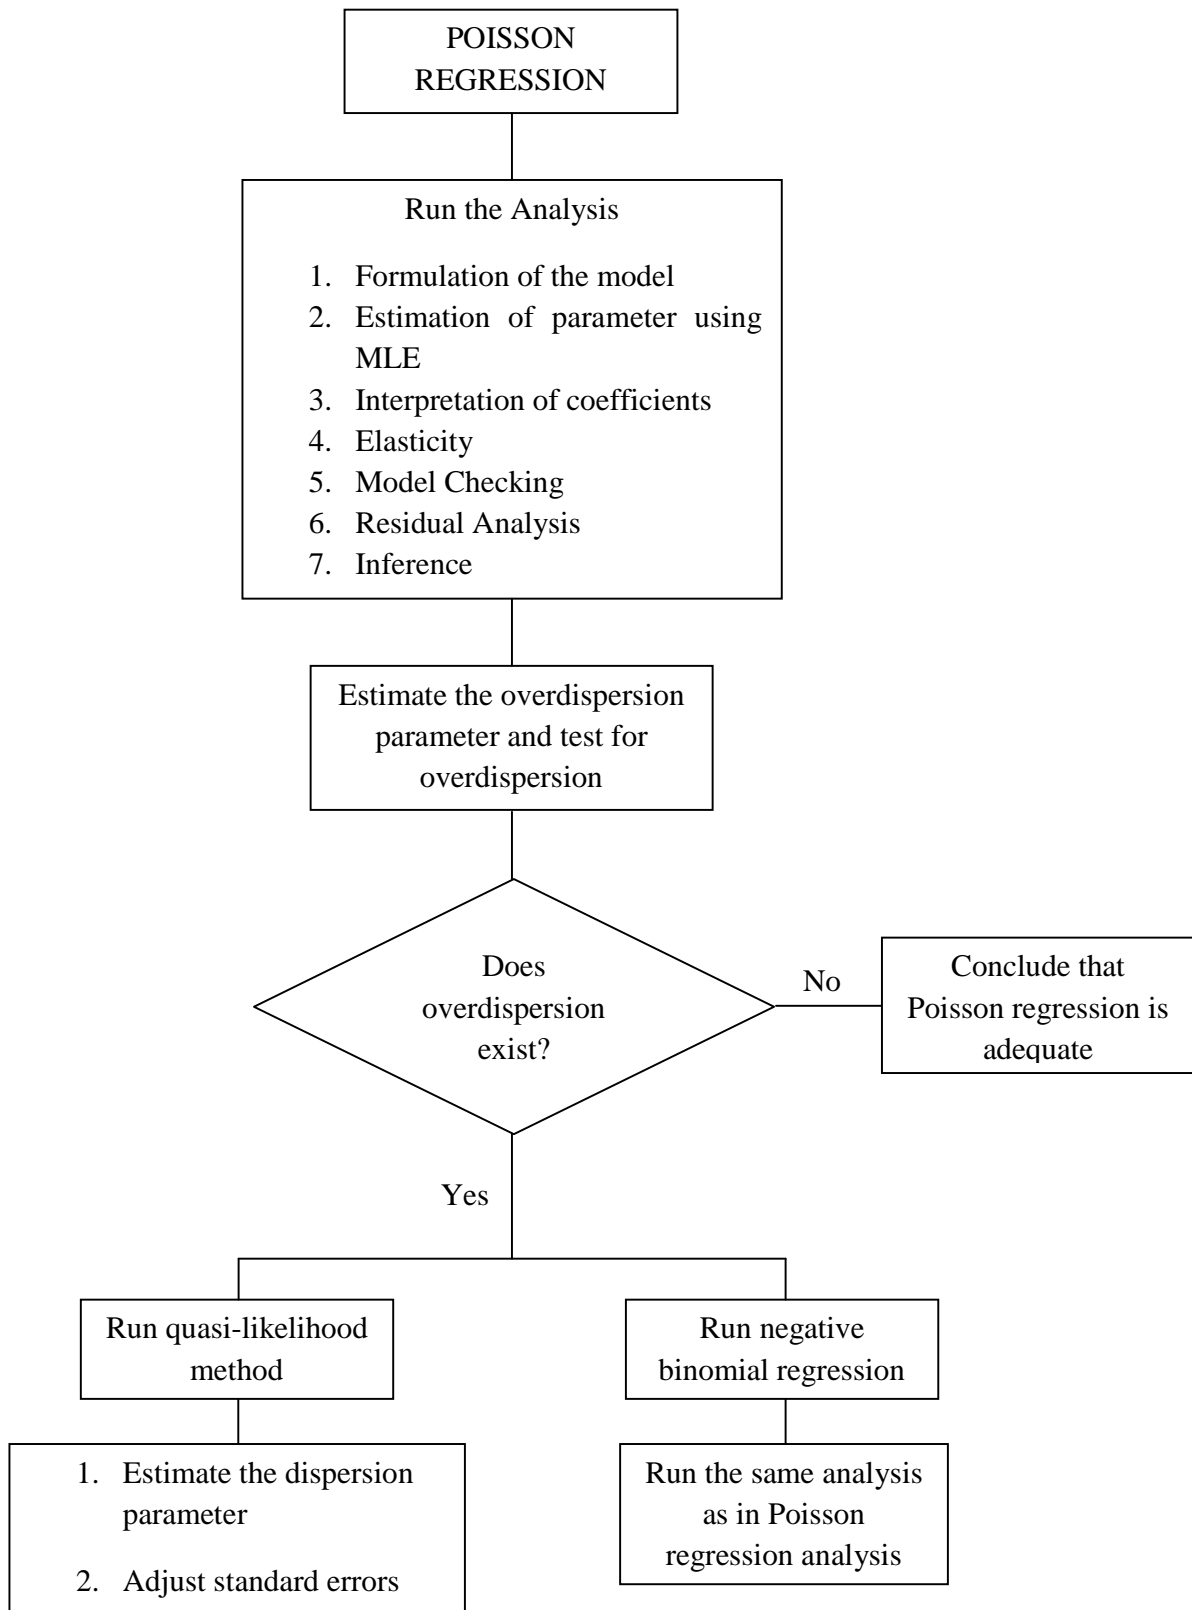 POISSON
REGRESSION
Run the Analysis
1. Formulation of the model
2. Estimation of parameter using
MLE
3. Interpretation of coefficients
4. Elasticity
5. Model Checking
6. Residual Analysis
7. Inference
Estimate the overdispersion
parameter and test for
overdispersion
Does
overdispersion
exist?
No
Conclude that
Poisson regression is
adequate
Yes
Run quasi-likelihood
method
Run negative
binomial regression
1. Estimate the dispersion
parameter
2. Adjust standard errors
Run the same analysis
as in Poisson
regression analysis